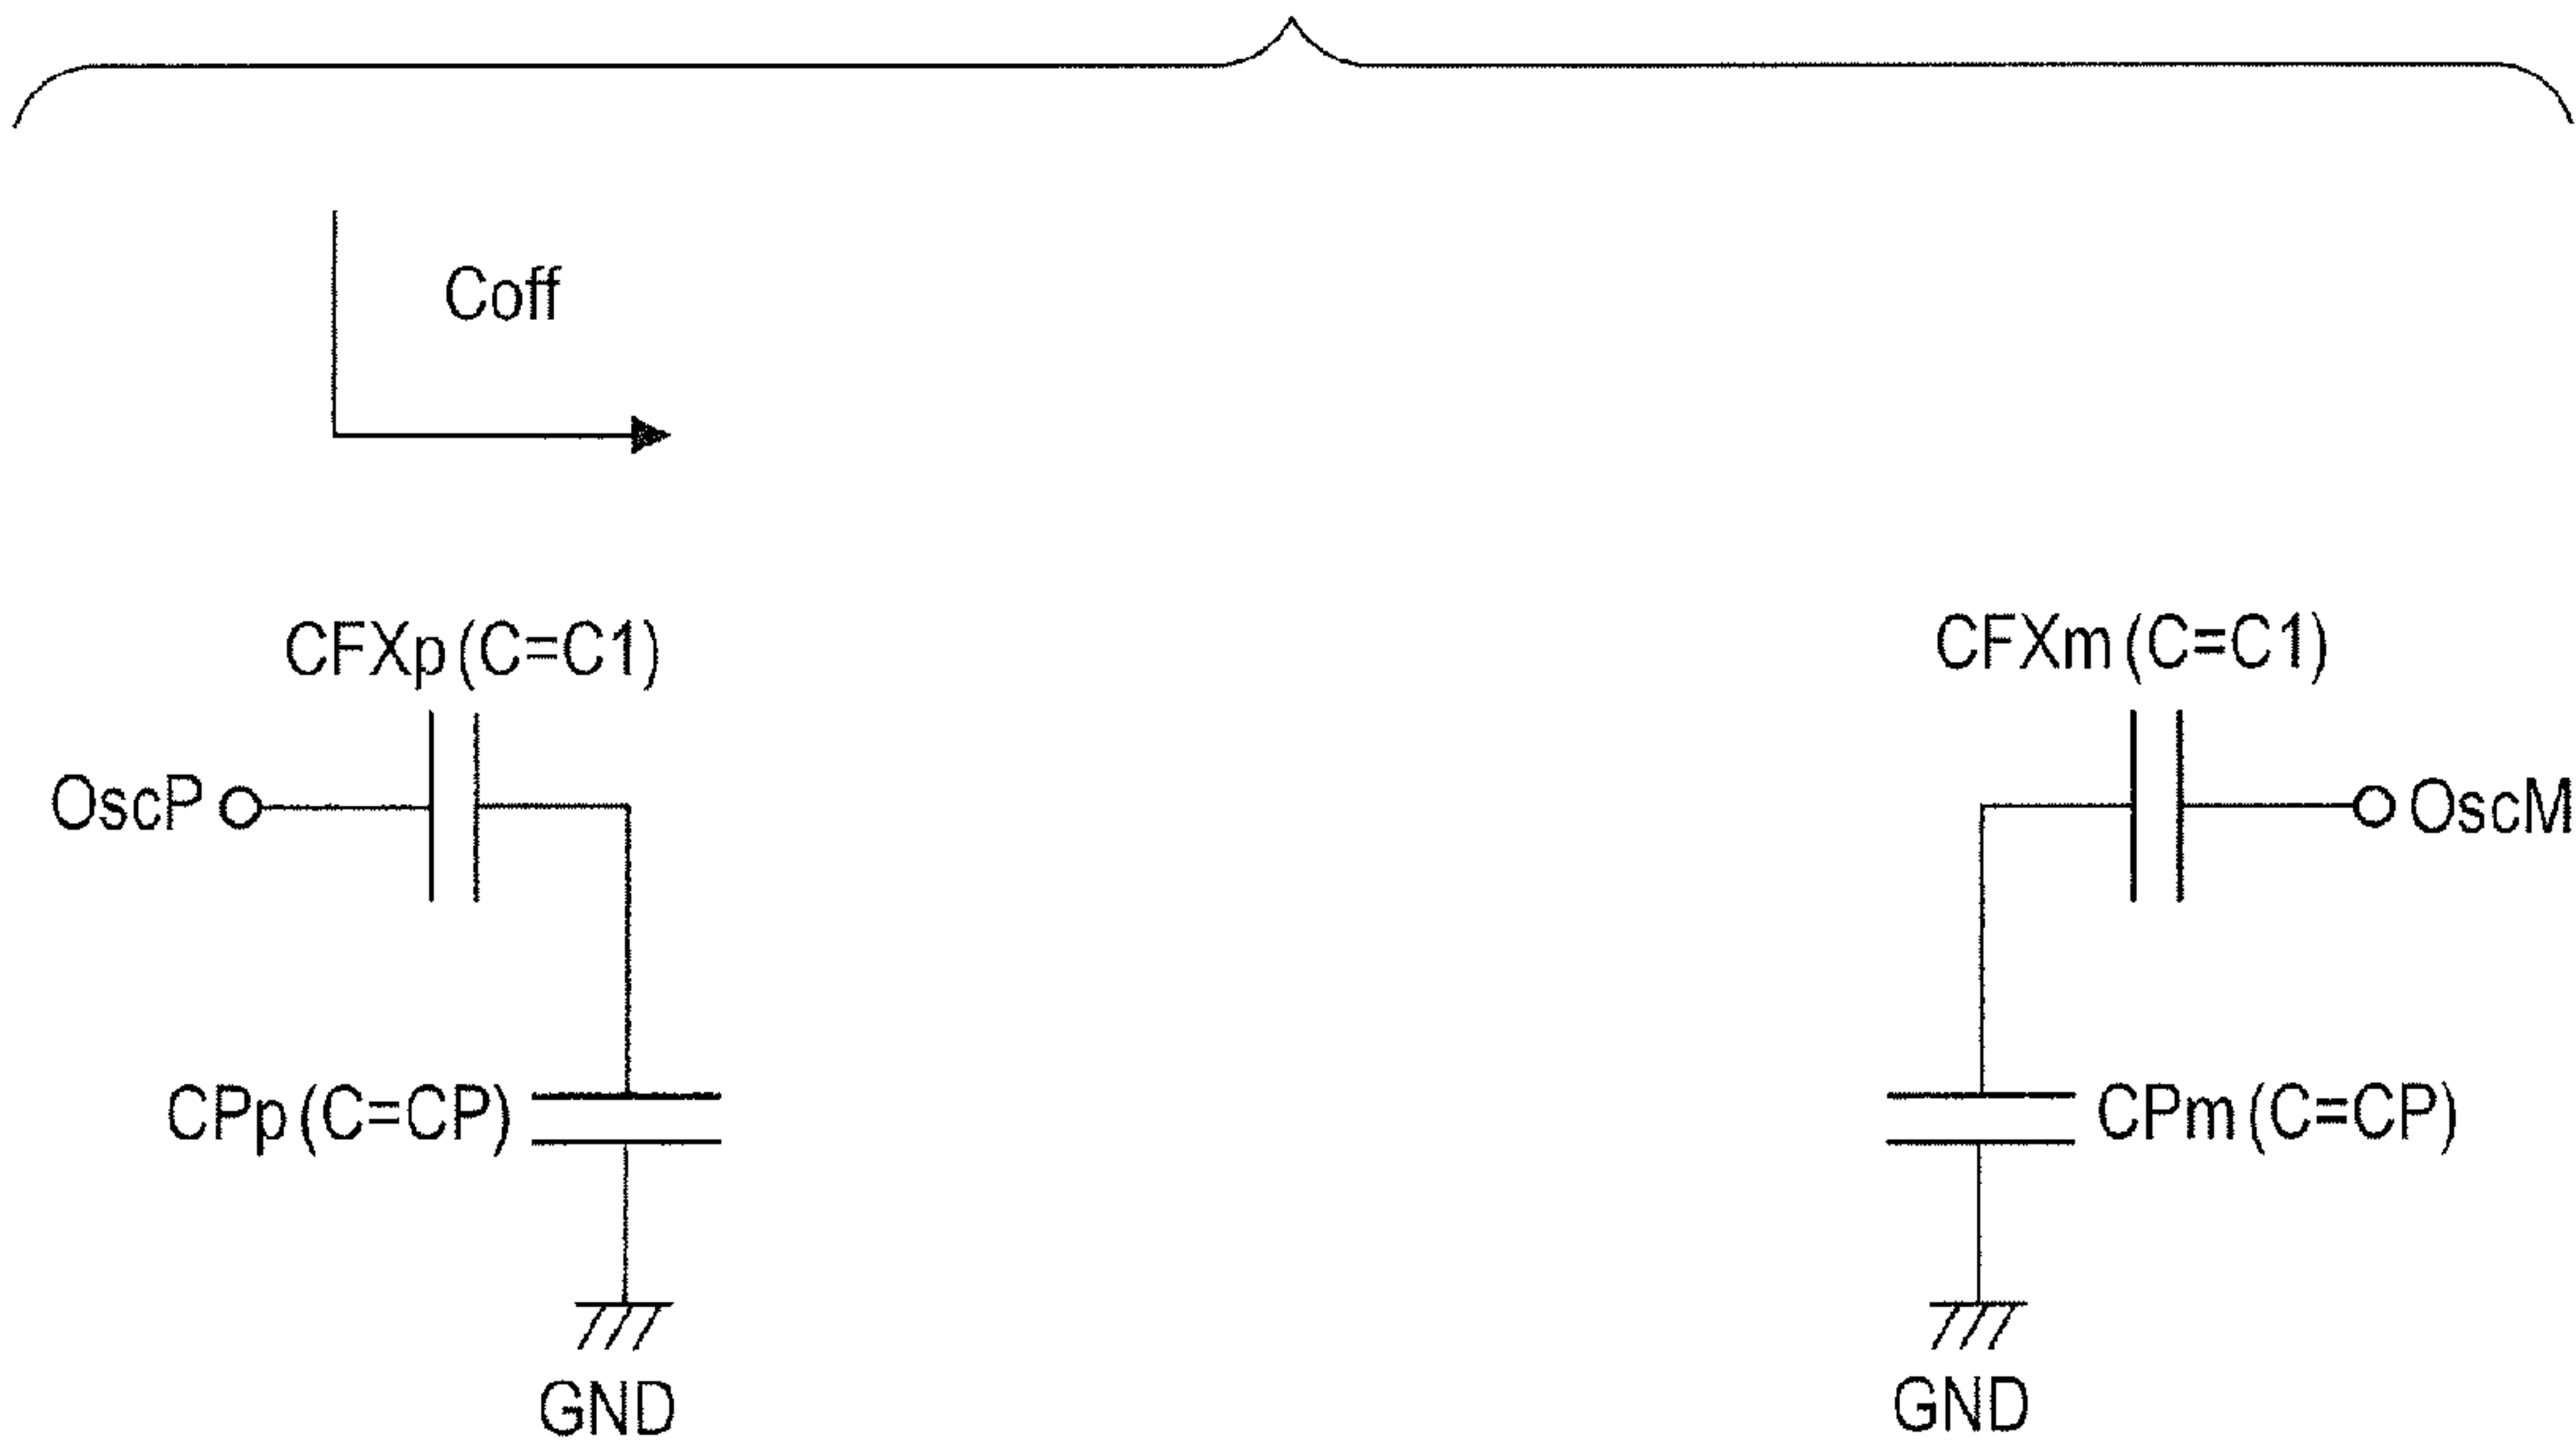 Coff
CFXp(C=C1)
CFXm(C=C1)
OscP
OscM
CPp(C=CP)
CPm(C=CP)
GND
GND